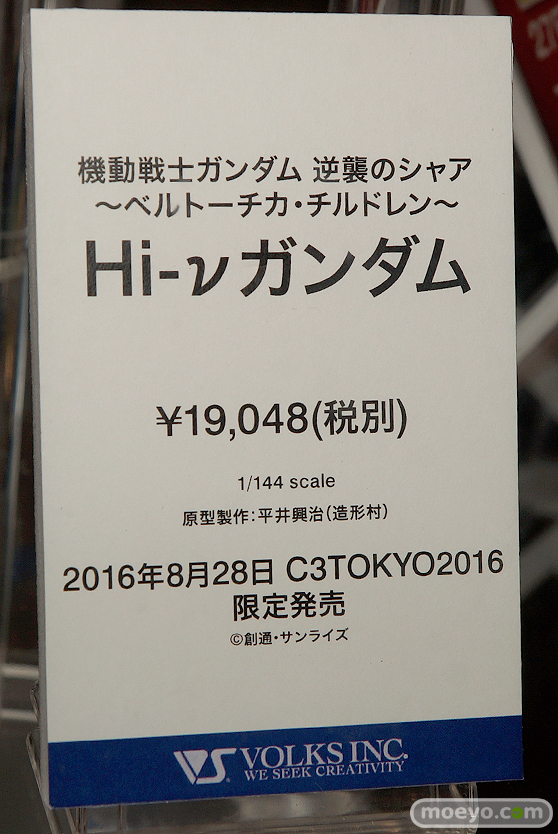 機動戦士ガンダム 逆襲のシャア
～ベルトーチカ・チルドレン～
Hi-νガンダム
¥19,048(税別)
1/144 scale
原型製作：平井興治（造形村）
2016年8月28日 C3TOKYO2016
限定発売
©創通・サンライズ
VS VOLKS INC.
WE SEEK CREATIVITY
moeyo.com